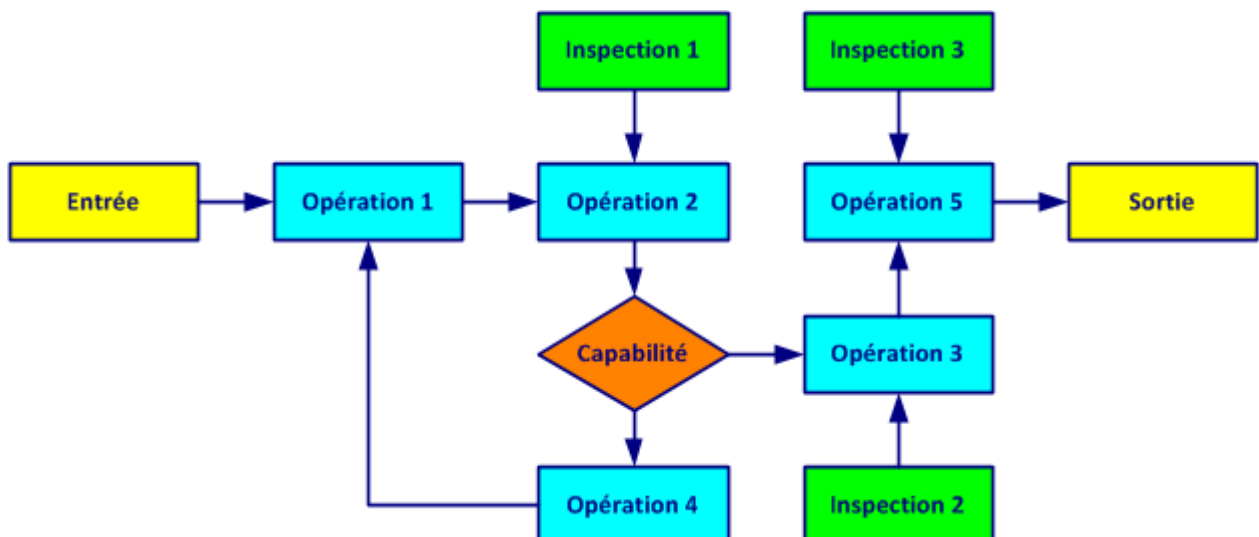 Inspection 1
Inspection 3
Entrée
Opération 1
Opération 2
Opération 5
Sortie
Capabilité
Opération 3
Opération 4
Inspection 2